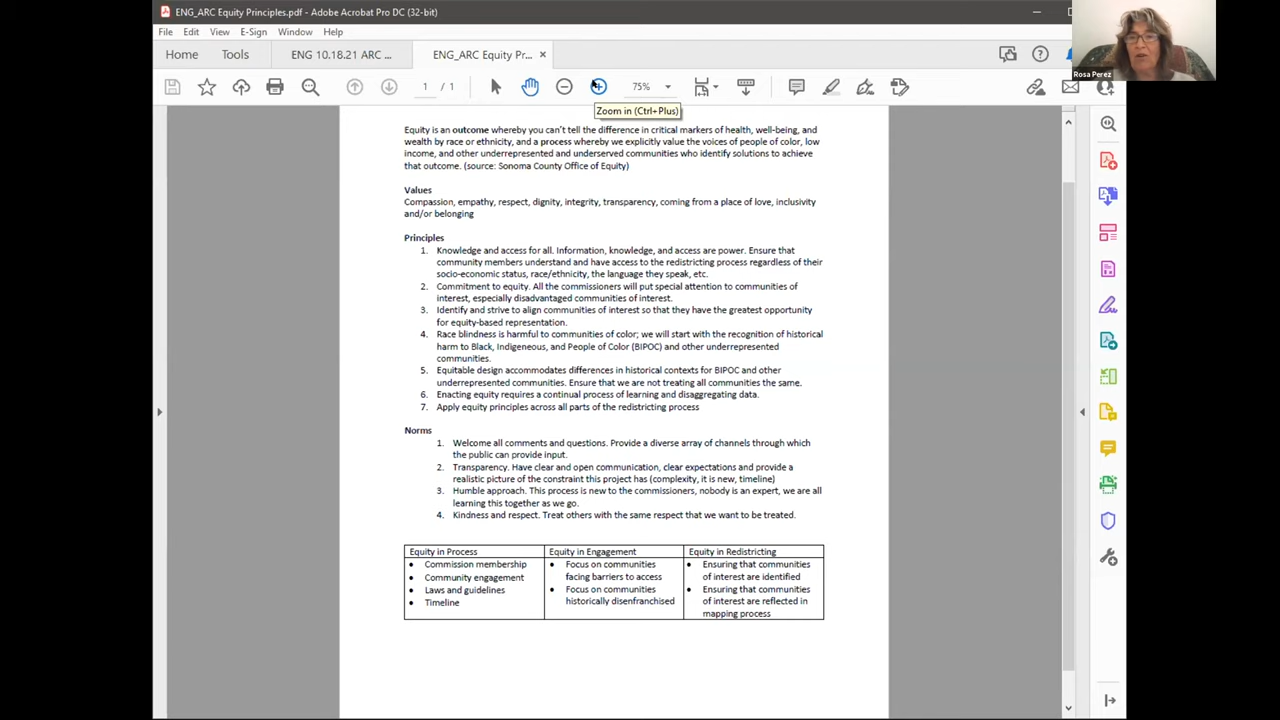 ENG_ARC Equity Principles.pdf - Adobe Acrobat Pro DC (32-bit)
File Edit View E-Sign Window Help
Home Tools ENG 10.18.21 ARC ... ENG_ARC Equity Pr... ×
1 / 1 75%
Zoom in (Ctrl+Plus)
Rosa Perez
Equity is an outcome whereby you can't tell the difference in critical markers of health, well-being, and
wealth by race or ethnicity, and a process whereby we explicitly value the voices of people of color, low
income, and other underrepresented and underserved communities who identify solutions to achieve
that outcome. (source: Sonoma County Office of Equity)
Values
Compassion, empathy, respect, dignity, integrity, transparency, coming from a place of love, inclusivity
and/or belonging
Principles
1. Knowledge and access for all. Information, knowledge, and access are power. Ensure that
community members understand and have access to the redistricting process regardless of their
socio-economic status, race/ethnicity, the language they speak, etc.
2. Commitment to equity. All the commissioners will put special attention to communities of
interest, especially disadvantaged communities of interest.
3. Identify and strive to align communities of interest so that they have the greatest opportunity
for equity-based representation.
4. Race blindness is harmful to communities of color; we will start with the recognition of historical
harm to Black, Indigenous, and People of Color (BIPOC) and other underrepresented
communities.
5. Equitable design accommodates differences in historical contexts for BIPOC and other
underrepresented communities. Ensure that we are not treating all communities the same.
6. Enacting equity requires a continual process of learning and disaggregating data.
7. Apply equity principles across all parts of the redistricting process
Norms
1. Welcome all comments and questions. Provide a diverse array of channels through which
the public can provide input.
2. Transparency. Have clear and open communication, clear expectations and provide a
realistic picture of the constraint this project has (complexity, it is new, timeline)
3. Humble approach. This process is new to the commissioners, nobody is an expert, we are all
learning this together as we go.
4. Kindness and respect. Treat others with the same respect that we want to be treated.
Equity in Process
• Commission membership
• Community engagement
• Laws and guidelines
• Timeline
Equity in Engagement
• Focus on communities
facing barriers to access
• Focus on communities
historically disenfranchised
Equity in Redistricting
• Ensuring that communities
of interest are identified
• Ensuring that communities
of interest are reflected in
mapping process